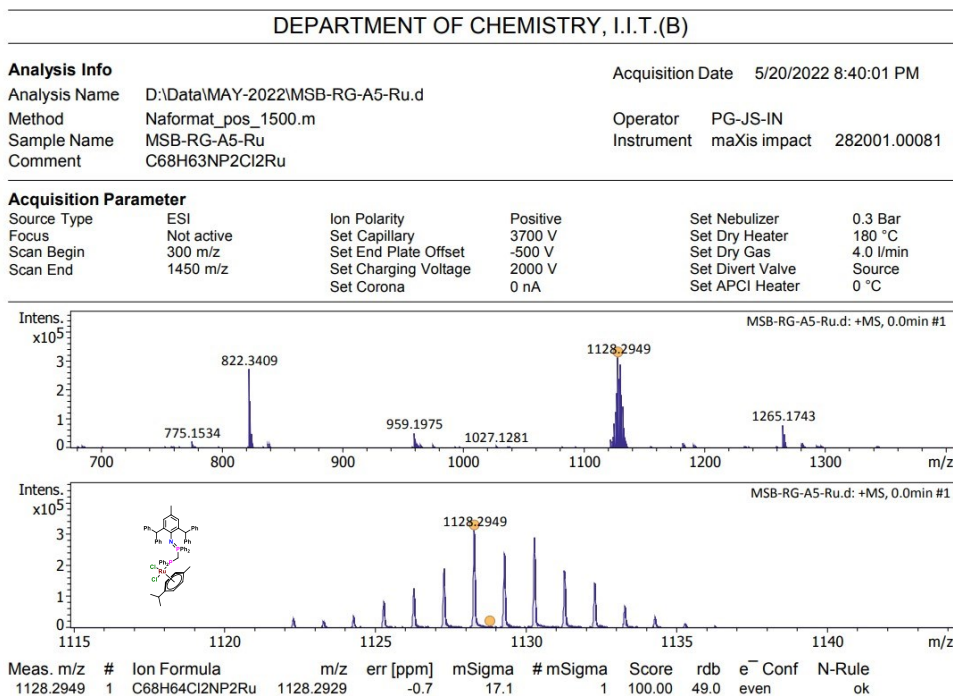 DEPARTMENT OF CHEMISTRY, I.I.T.(B)
Analysis Info
Acquisition Date 5/20/2022 8:40:01 PM
Analysis Name D:\Data\MAY-2022\MSB-RG-A5-Ru.d
Method Naformat_pos_1500.m Operator PG-JS-IN
Sample Name MSB-RG-A5-Ru Instrument maXis impact 282001.00081
Comment C68H63NP2Cl2Ru
Acquisition Parameter
Source Type ESI Ion Polarity Positive Set Nebulizer 0.3 Bar
Focus Not active Set Capillary 3700 V Set Dry Heater 180 °C
Scan Begin 300 m/z Set End Plate Offset -500 V Set Dry Gas 4.0 l/min
Scan End 1450 m/z Set Charging Voltage 2000 V Set Divert Valve Source
Set Corona 0 nA Set APCI Heater 0 °C
Intens. MSB-RG-A5-Ru.d: +MS, 0.0min #1
x10⁵
1128.2949
3 822.3409
2
1 959.1975 1265.1743
775.1534 1027.1281
0
700 800 900 1000 1100 1200 1300 m/z
Intens. MSB-RG-A5-Ru.d: +MS, 0.0min #1
x10⁵
1128.2949
3
Ph Ph
Ph Ph
N
PPh2
2
Ph2P
Cl Ru
Cl
1
0
1115 1120 1125 1130 1135 1140 m/z
Meas. m/z # Ion Formula m/z err [ppm] mSigma # mSigma Score rdb e⁻ Conf N-Rule
1128.2949 1 C68H64Cl2NP2Ru 1128.2929 -0.7 17.1 1 100.00 49.0 even ok